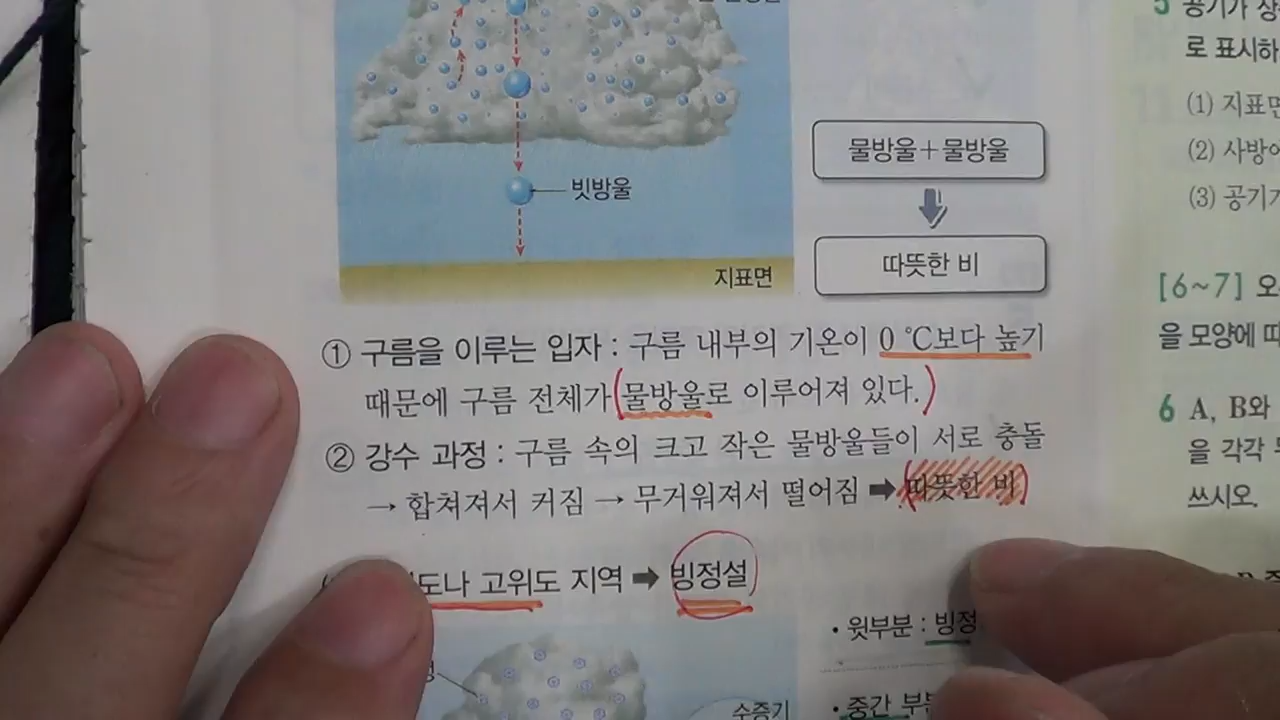 빗방울
지표면
물방울+물방울
따뜻한 비
① 구름을 이루는 입자 : 구름 내부의 기온이 0 ℃보다 높기
때문에 구름 전체가 물방울로 이루어져 있다.
② 강수 과정 : 구름 속의 크고 작은 물방울들이 서로 충돌
→ 합쳐져서 커짐 → 무거워져서 떨어짐 ➡ 따뜻한 비
고위도 지역 ➡ 빙정설
• 윗부분 : 빙정
• 중간
수증기
5 공기가
로 표시하
(1) 지표면
(2) 사방
(3) 공기
[6~7]
을 모양에
6 A, B와
을 각각
쓰시오.